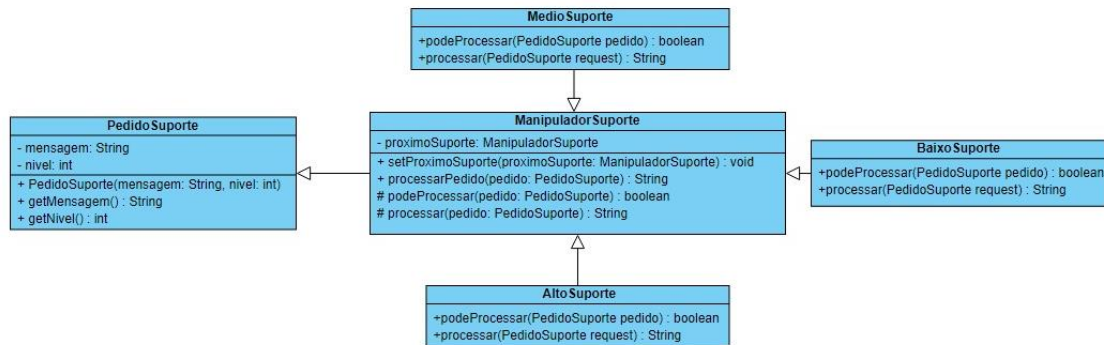 MedioSuporte
+podeProcessar(PedidoSuporte pedido) : boolean
+processar(PedidoSuporte request) : String
PedidoSuporte
- mensagem: String
- nivel: int
+ PedidoSuporte(mensagem: String, nivel: int)
+ getMensagem() : String
+ getNivel() : int
ManipuladorSuporte
- proximoSuporte: ManipuladorSuporte
+ setProximoSuporte(proximoSuporte: ManipuladorSuporte) : void
+ processarPedido(pedido: PedidoSuporte) : String
# podeProcessar(pedido: PedidoSuporte) : boolean
# processar(pedido: PedidoSuporte) : String
BaixoSuporte
+podeProcessar(PedidoSuporte pedido) : boolean
+processar(PedidoSuporte request) : String
AltoSuporte
+podeProcessar(PedidoSuporte pedido) : boolean
+processar(PedidoSuporte request) : String